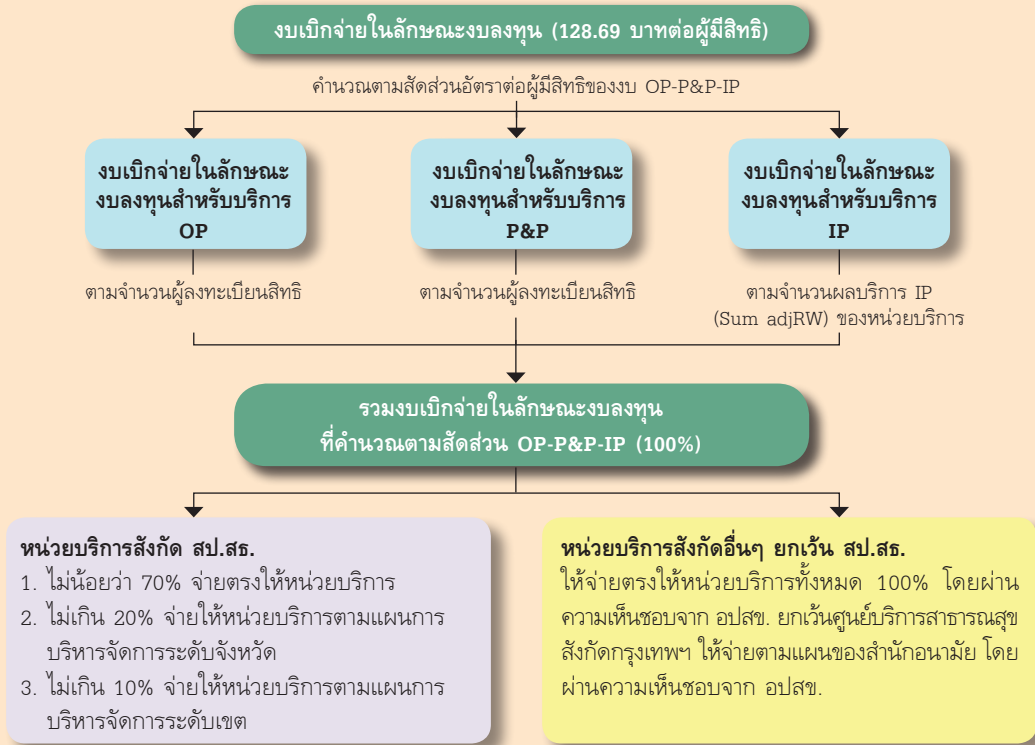 งบเบิกจ่ายในลักษณะงบลงทุน (128.69 บาทต่อผู้มีสิทธิ)
คำนวณตามสัดส่วนอัตราต่อผู้มีสิทธิของงบ OP-P&P-IP
งบเบิกจ่ายในลักษณะ
งบลงทุนสำหรับบริการ
OP
งบเบิกจ่ายในลักษณะ
งบลงทุนสำหรับบริการ
P&P
งบเบิกจ่ายในลักษณะ
งบลงทุนสำหรับบริการ
IP
ตามจำนวนผู้ลงทะเบียนสิทธิ
ตามจำนวนผู้ลงทะเบียนสิทธิ
ตามจำนวนผลบริการ IP
(Sum adjRW) ของหน่วยบริการ
รวมงบเบิกจ่ายในลักษณะงบลงทุน
ที่คำนวณตามสัดส่วน OP-P&P-IP (100%)
หน่วยบริการสังกัด สป.สธ.
1. ไม่น้อยว่า 70% จ่ายตรงให้หน่วยบริการ
2. ไม่เกิน 20% จ่ายให้หน่วยบริการตามแผนการ
บริหารจัดการระดับจังหวัด
3. ไม่เกิน 10% จ่ายให้หน่วยบริการตามแผนการ
บริหารจัดการระดับเขต
หน่วยบริการสังกัดอื่นๆ ยกเว้น สป.สธ.
ให้จ่ายตรงให้หน่วยบริการทั้งหมด 100% โดยผ่าน
ความเห็นชอบจาก อปสข. ยกเว้นศูนย์บริการสาธารณสุข
สังกัดกรุงเทพฯ ให้จ่ายตามแผนของสำนักอนามัย โดย
ผ่านความเห็นชอบจาก อปสข.